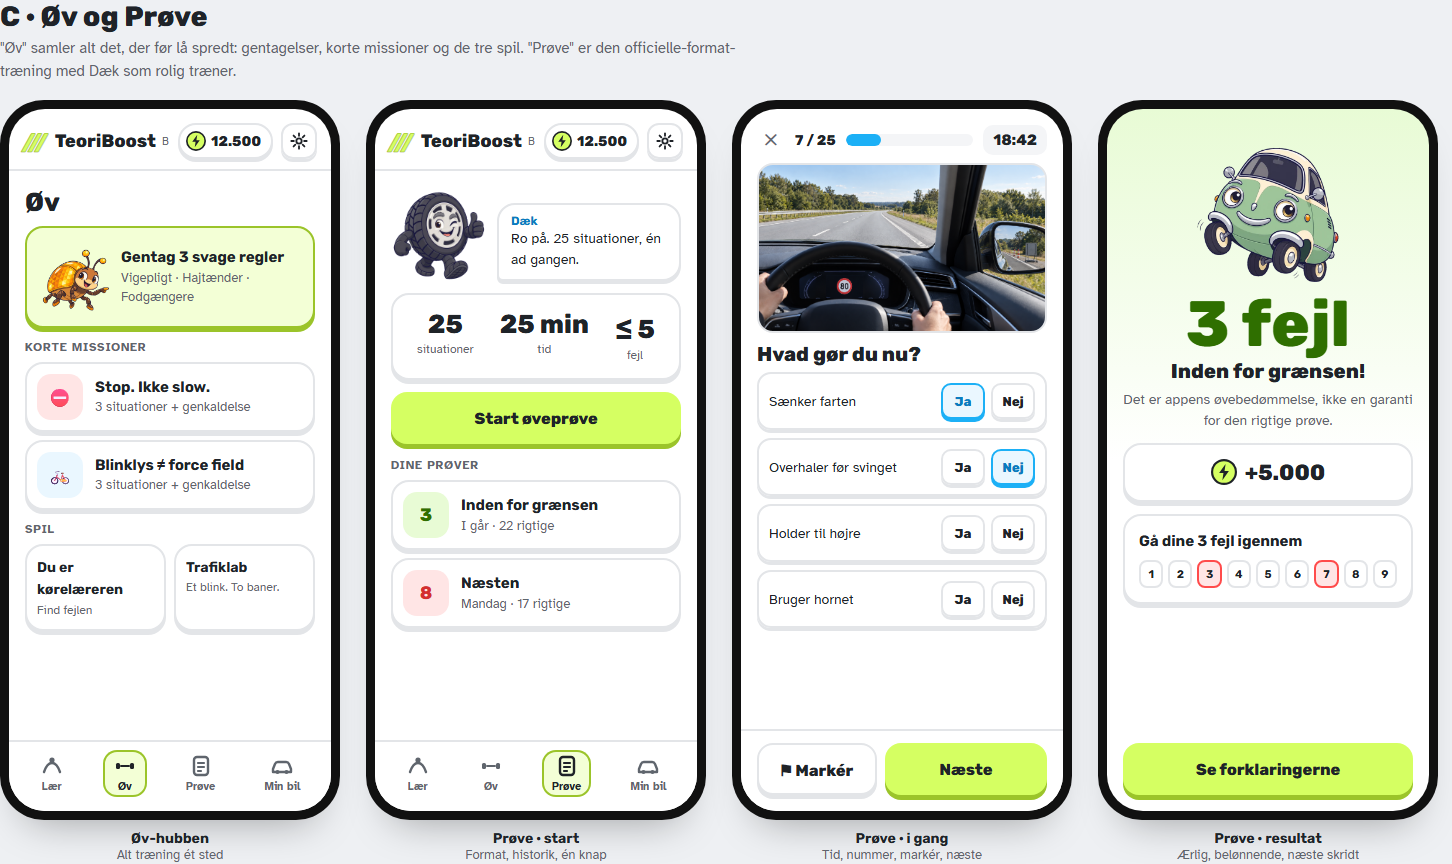 C • Øv og Prøve
"Øv" samler alt det, der før lå spredt: gentagelser, korte missioner og de tre spil. "Prøve" er den officielle-format-
træning med Dæk som rolig træner.
TeoriBoost B
12.500
Øv
Gentag 3 svage regler
Vigepligt · Hajtænder ·
Fodgængere
KORTE MISSIONER
Stop. Ikke slow.
3 situationer + genkaldelse
Blinklys ≠ force field
3 situationer + genkaldelse
SPIL
Du er
kørelæreren
Find fejlen
Trafiklab
Et blink. To baner.
Lær
Øv
Prøve
Min bil
Øv-hubben
Alt træning ét sted
TeoriBoost B
12.500
Dæk
Ro på. 25 situationer, én
ad gangen.
25
situationer
25 min
tid
≤ 5
fejl
Start øveprøve
DINE PRØVER
3
Inden for grænsen
I går · 22 rigtige
8
Næsten
Mandag · 17 rigtige
Lær
Øv
Prøve
Min bil
Prøve • start
Format, historik, én knap
7 / 25
18:42
80
Hvad gør du nu?
Sænker farten
Ja
Nej
Overhaler før svinget
Ja
Nej
Holder til højre
Ja
Nej
Bruger hornet
Ja
Nej
⚑ Markér
Næste
Prøve • i gang
Tid, nummer, markér, næste
3 fejl
Inden for grænsen!
Det er appens øvebedømmelse, ikke en garanti
for den rigtige prøve.
+5.000
Gå dine 3 fejl igennem
1 2 3 4 5 6 7 8 9
Se forklaringerne
Prøve • resultat
Ærlig, belønnende, næste skridt